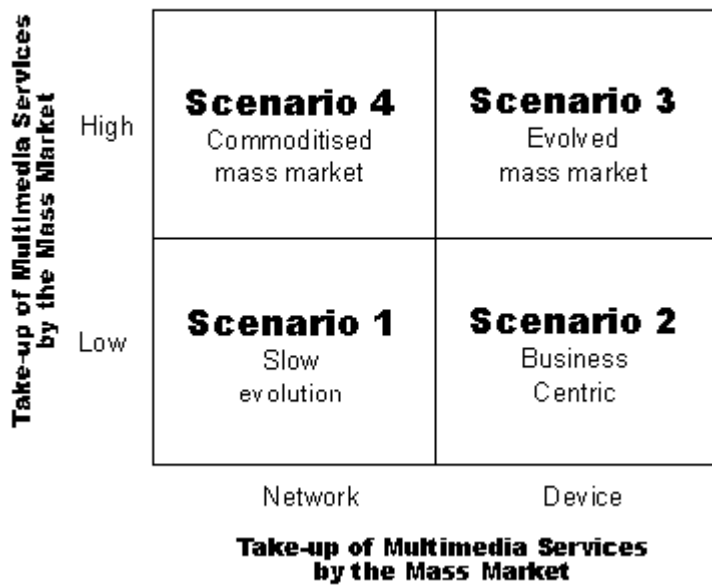 Take-up of Multimedia Services
by the Mass Market
High
Scenario 4
Commoditised
mass market
Scenario 3
Evolved
mass market
Low
Scenario 1
Slow
evolution
Scenario 2
Business
Centric
Network
Device
Take-up of Multimedia Services
by the Mass Market